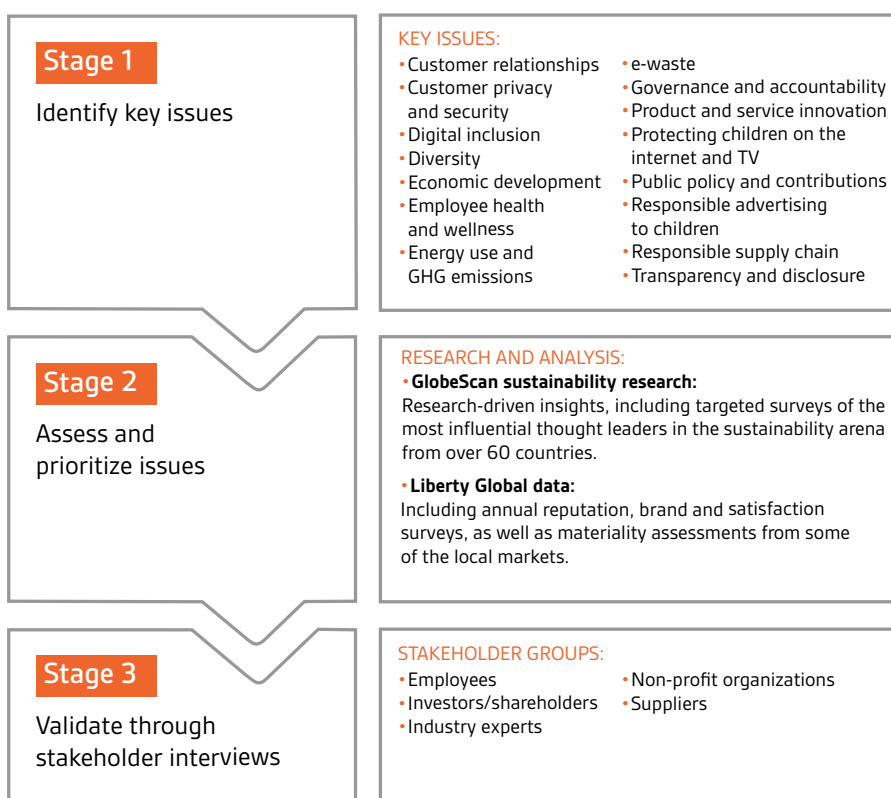 Stage 1
Identify key issues
KEY ISSUES:
• Customer relationships
• Customer privacy
and security
• Digital inclusion
• Diversity
• Economic development
• Employee health
and wellness
• Energy use and
GHG emissions
• e-waste
• Governance and accountability
• Product and service innovation
• Protecting children on the
internet and TV
• Public policy and contributions
• Responsible advertising
to children
• Responsible supply chain
• Transparency and disclosure
Stage 2
Assess and
prioritize issues
RESEARCH AND ANALYSIS:
• GlobeScan sustainability research:
Research-driven insights, including targeted surveys of the
most influential thought leaders in the sustainability arena
from over 60 countries.
• Liberty Global data:
Including annual reputation, brand and satisfaction
surveys, as well as materiality assessments from some
of the local markets.
Stage 3
Validate through
stakeholder interviews
STAKEHOLDER GROUPS:
• Employees
• Investors/shareholders
• Industry experts
• Non-profit organizations
• Suppliers